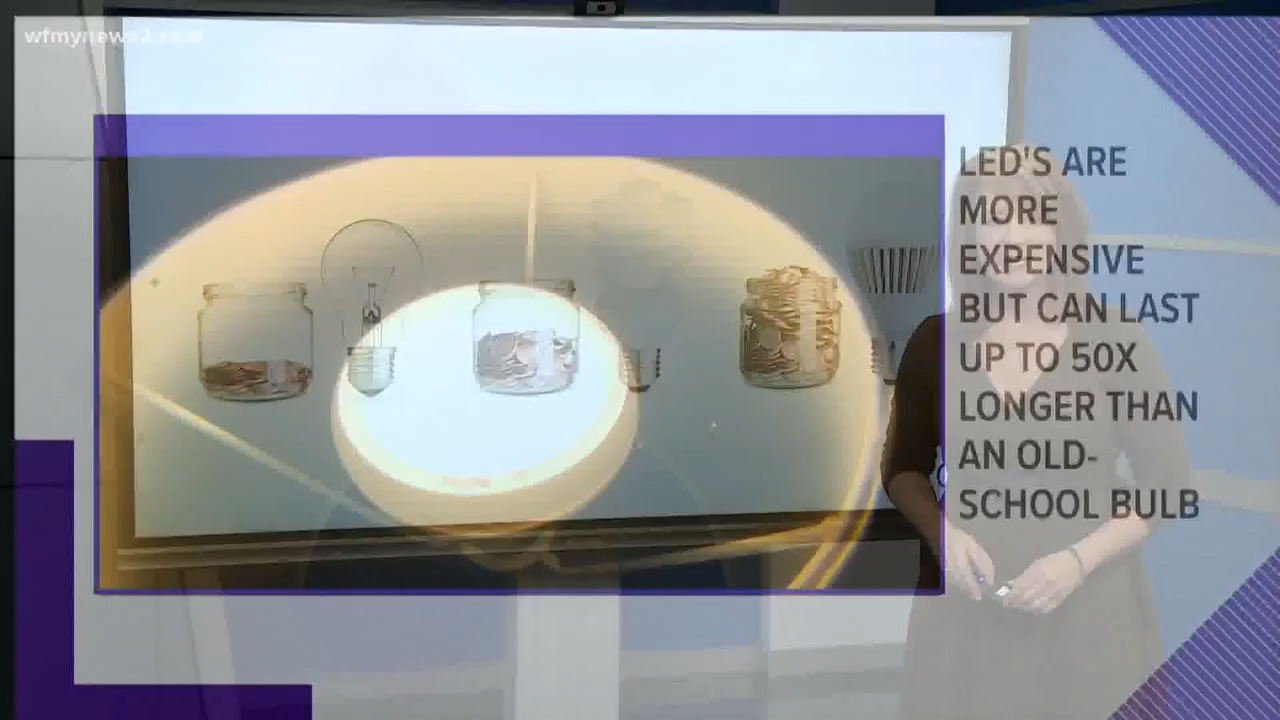 wfmynews2.com
LED'S ARE
MORE
EXPENSIVE
BUT CAN LAST
UP TO 50X
LONGER THAN
AN OLD-
SCHOOL BULB